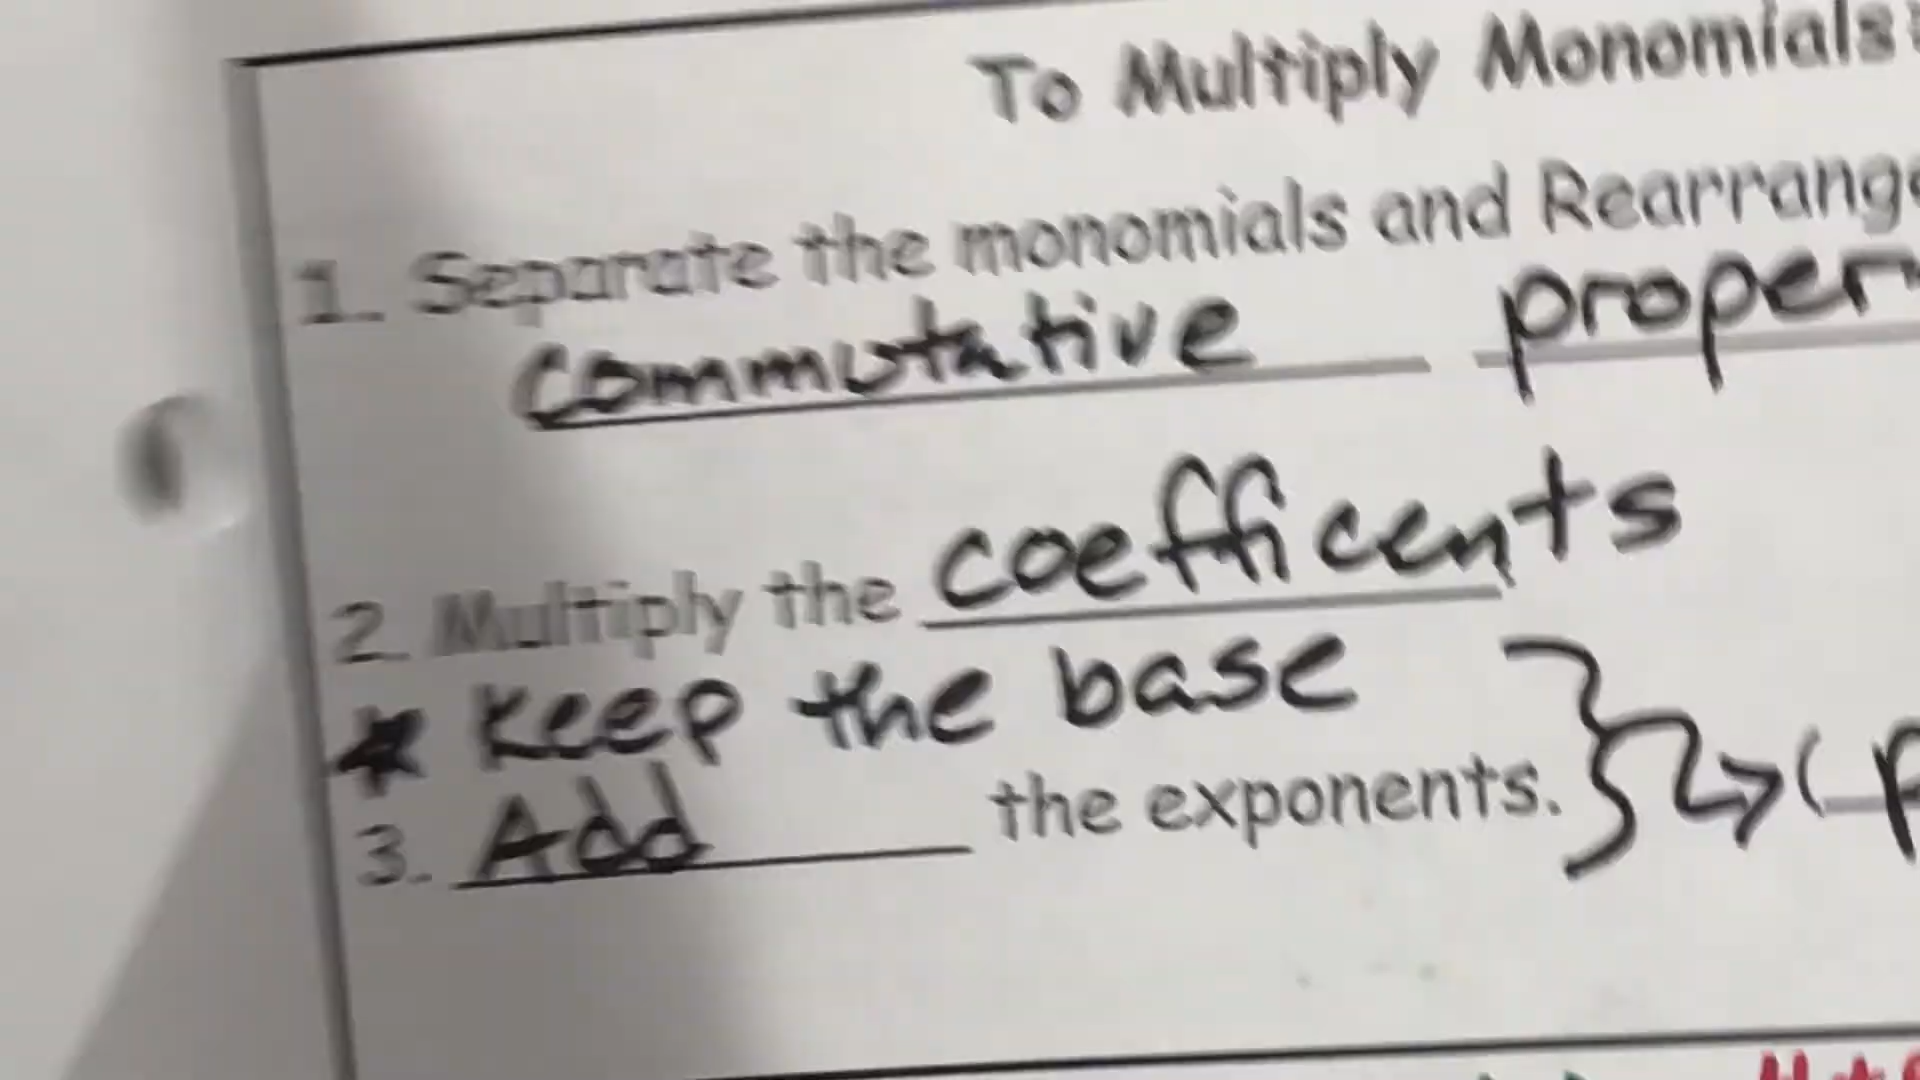 To Multiply Monomials:
1. Separate the monomials and Rearrange
commutative proper
2. Multiply the coefficents
* Keep the base
3. Add the exponents. (p